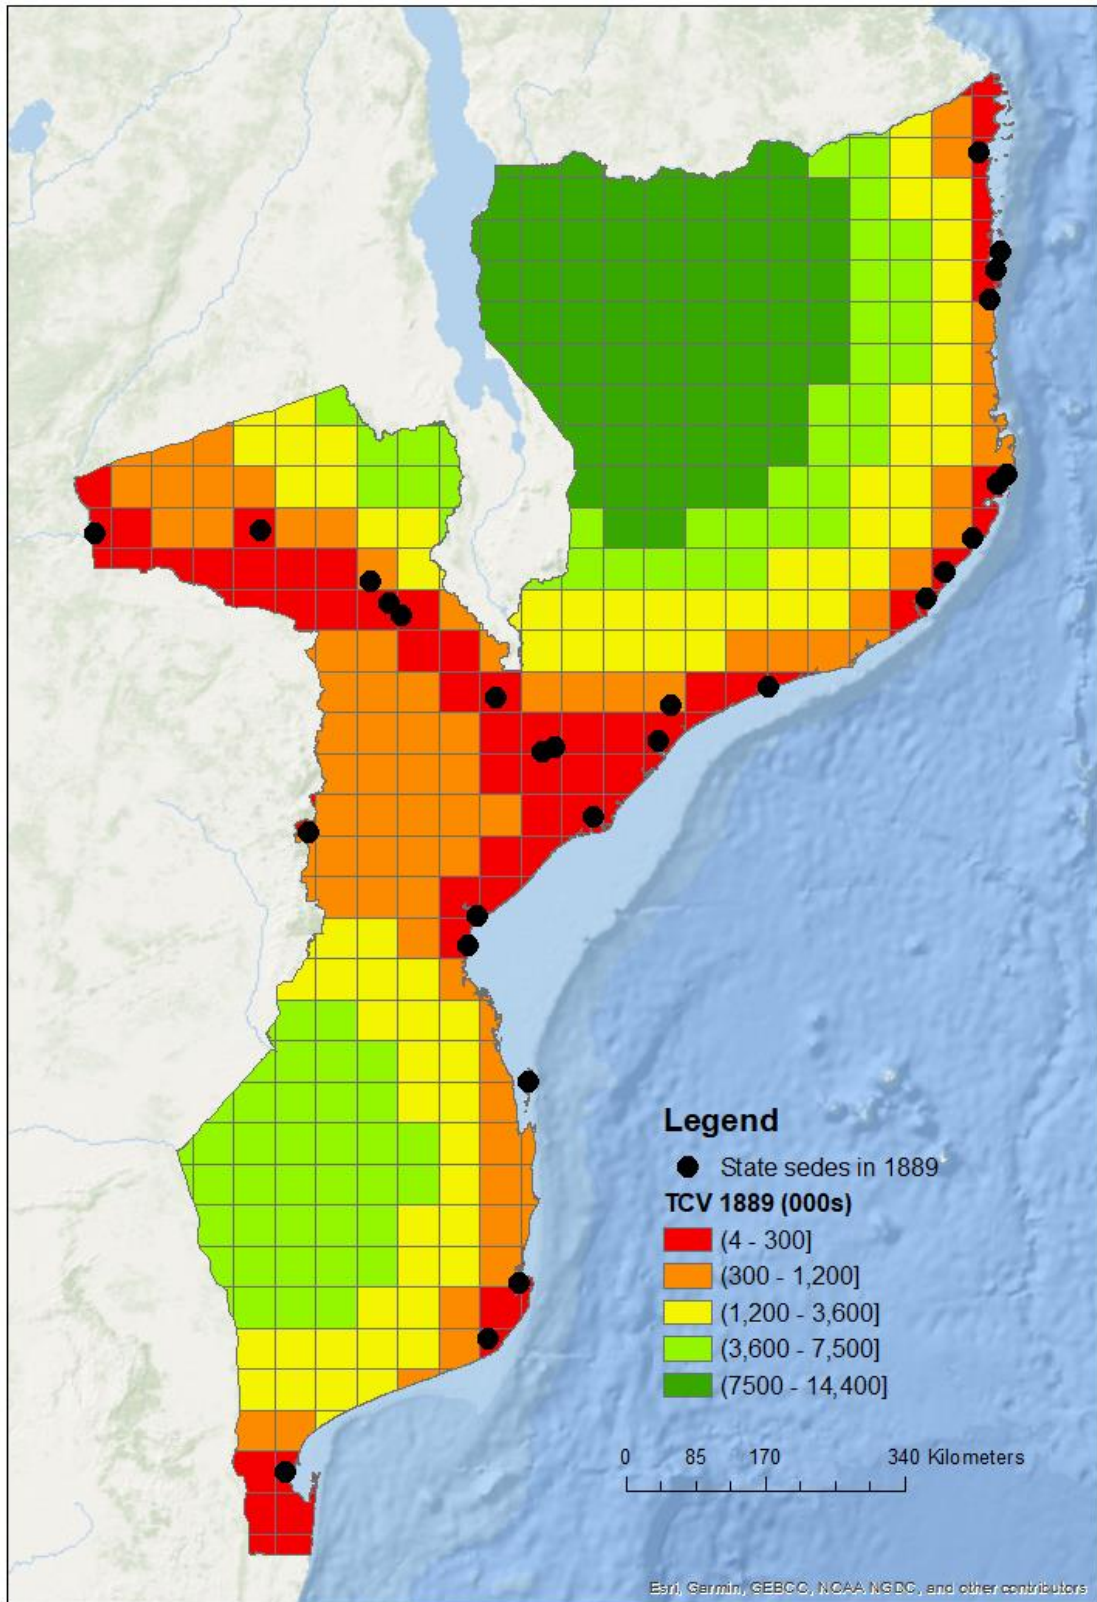 Legend
State sedes in 1889
TCV 1889 (000s)
(4 - 300]
(300 - 1,200]
(1,200 - 3,600]
(3,600 - 7,500]
(7500 - 14,400]
0 85 170 340 Kilometers
Esri, Garmin, GEBCO, NOAA NGDC, and other contributors